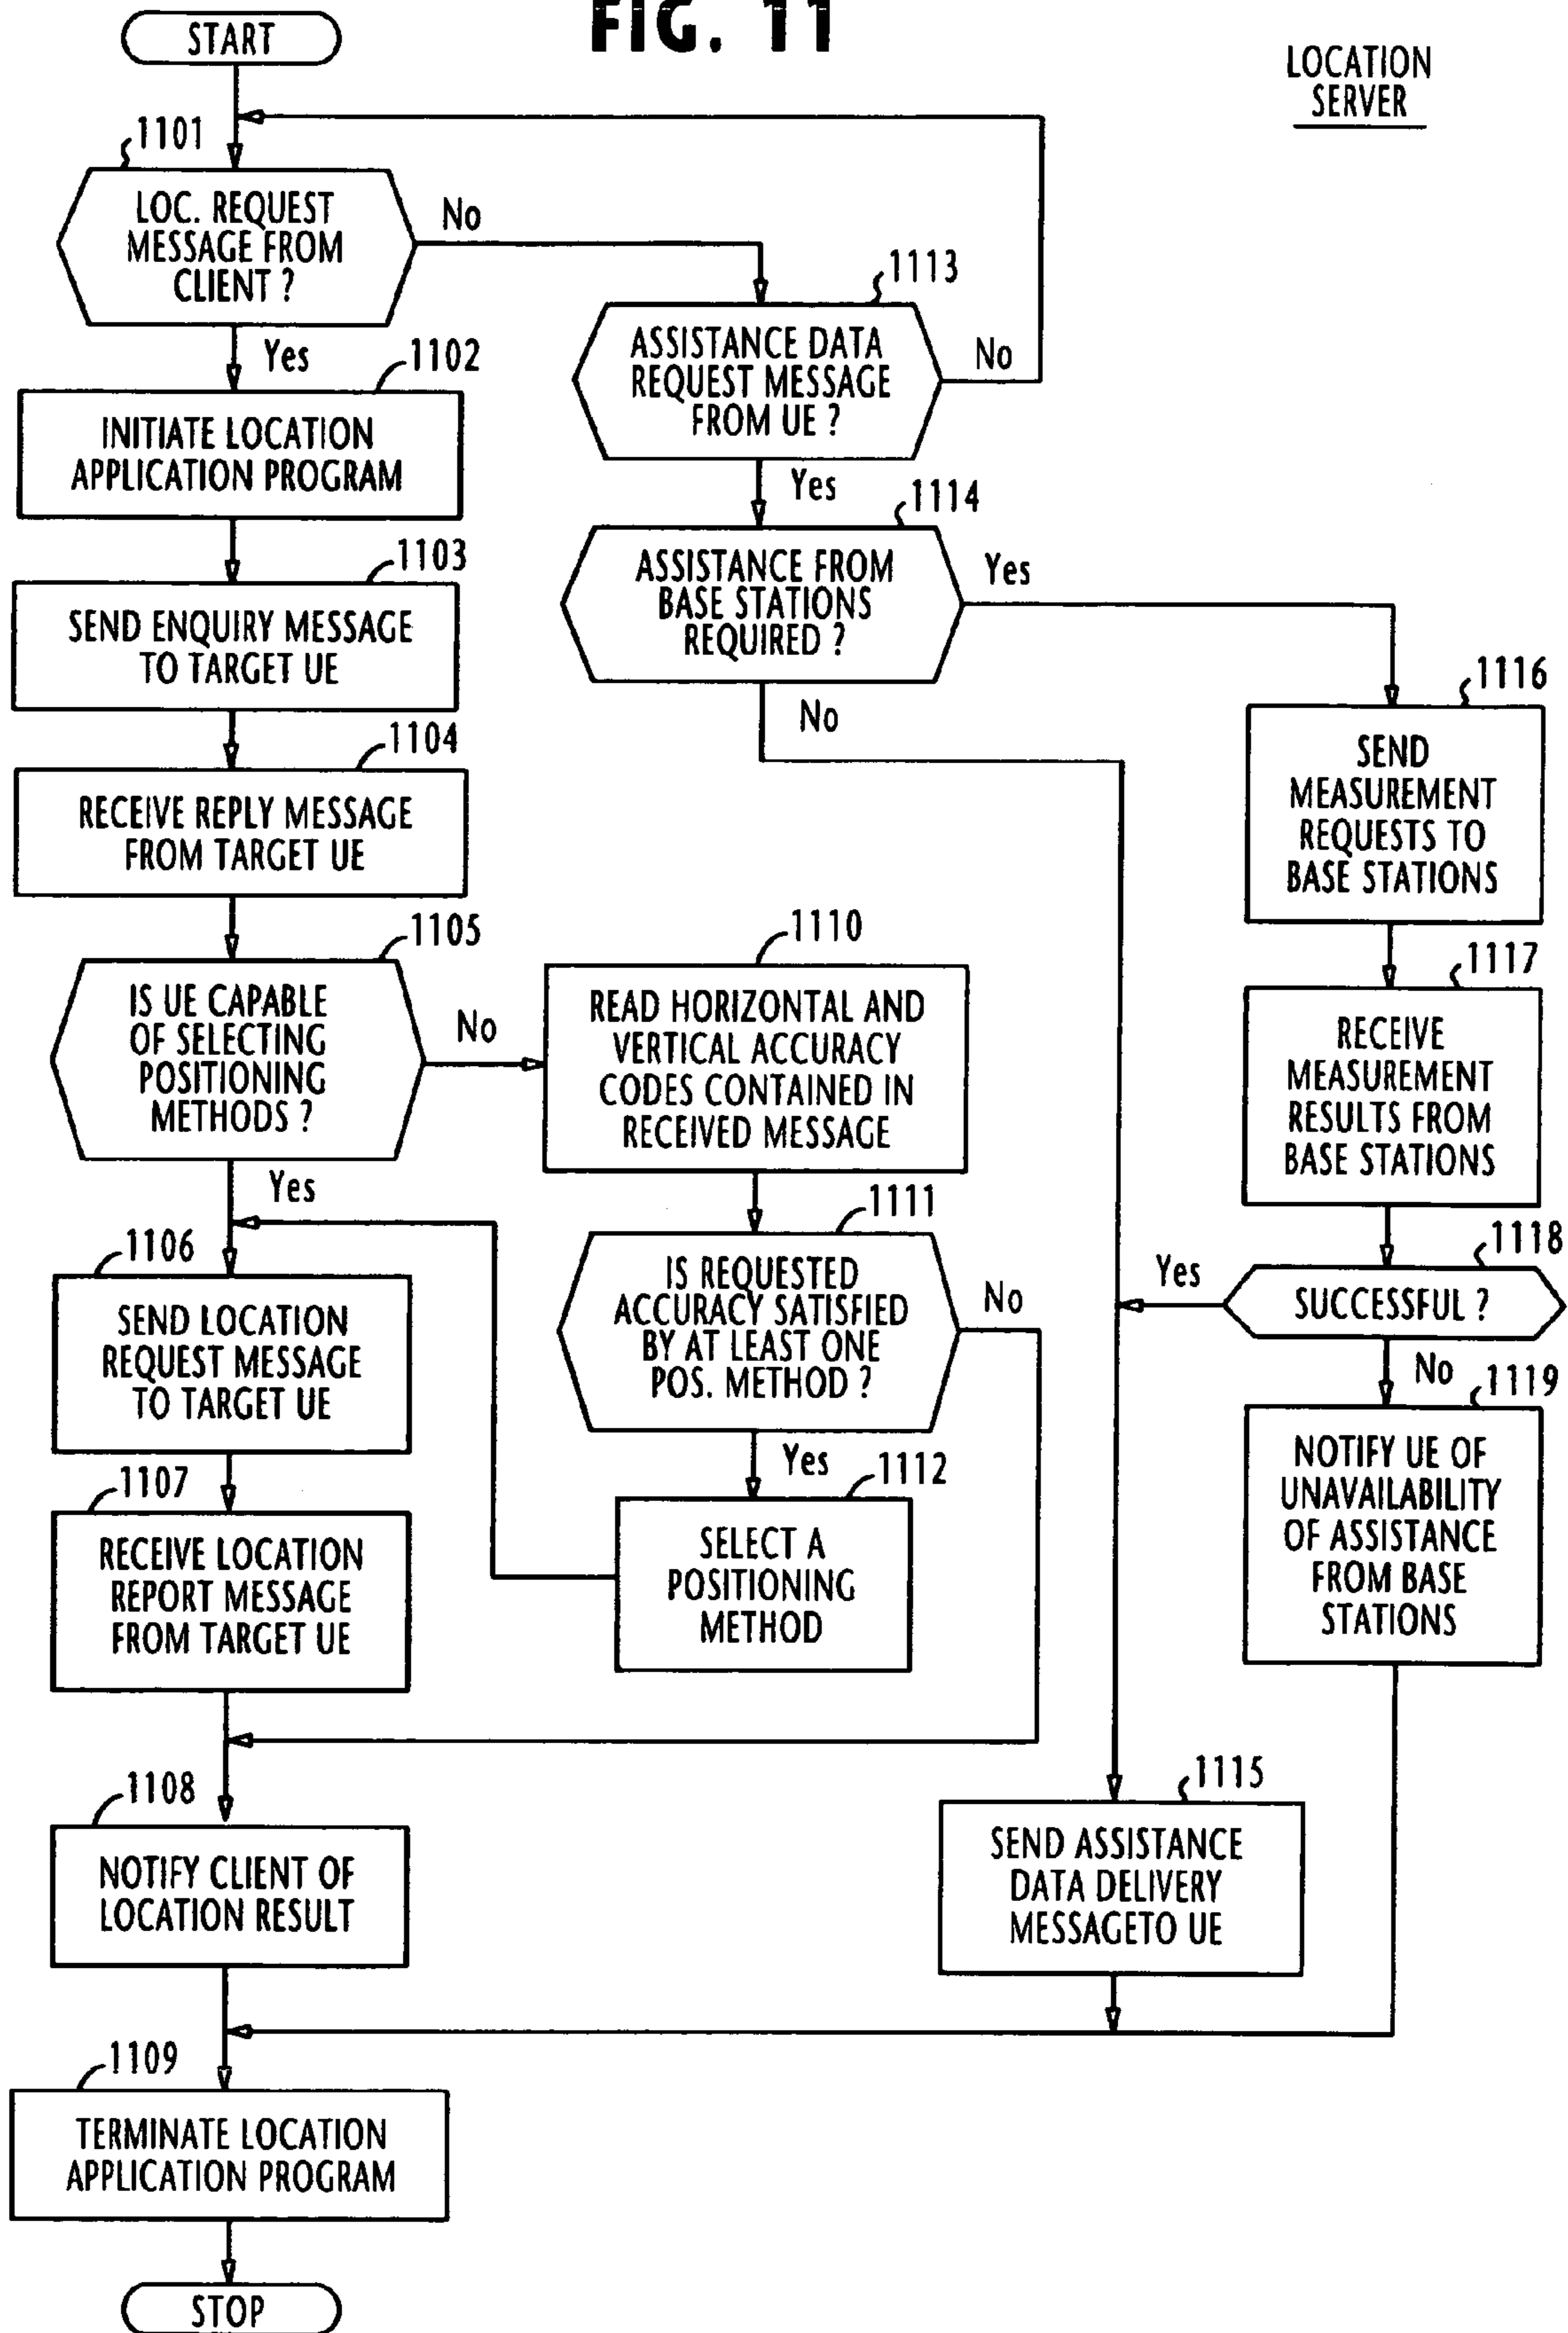 FIG. 11
LOCATION
SERVER
START
1101
LOC. REQUEST
MESSAGE FROM
CLIENT ?
No
Yes
1102
INITIATE LOCATION
APPLICATION PROGRAM
1103
SEND ENQUIRY MESSAGE
TO TARGET UE
1104
RECEIVE REPLY MESSAGE
FROM TARGET UE
1105
IS UE CAPABLE
OF SELECTING
POSITIONING
METHODS ?
No
Yes
1106
SEND LOCATION
REQUEST MESSAGE
TO TARGET UE
1107
RECEIVE LOCATION
REPORT MESSAGE
FROM TARGET UE
1108
NOTIFY CLIENT OF
LOCATION RESULT
1109
TERMINATE LOCATION
APPLICATION PROGRAM
STOP
1110
READ HORIZONTAL AND
VERTICAL ACCURACY
CODES CONTAINED IN
RECEIVED MESSAGE
1111
IS REQUESTED
ACCURACY SATISFIED
BY AT LEAST ONE
POS. METHOD ?
No
Yes
1112
SELECT A
POSITIONING
METHOD
1113
ASSISTANCE DATA
REQUEST MESSAGE
FROM UE ?
No
Yes
1114
ASSISTANCE FROM
BASE STATIONS
REQUIRED ?
Yes
No
1115
SEND ASSISTANCE
DATA DELIVERY
MESSAGETO UE
1116
SEND
MEASUREMENT
REQUESTS TO
BASE STATIONS
1117
RECEIVE
MEASUREMENT
RESULTS FROM
BASE STATIONS
1118
SUCCESSFUL ?
Yes
No
1119
NOTIFY UE OF
UNAVAILABILITY
OF ASSISTANCE
FROM BASE
STATIONS